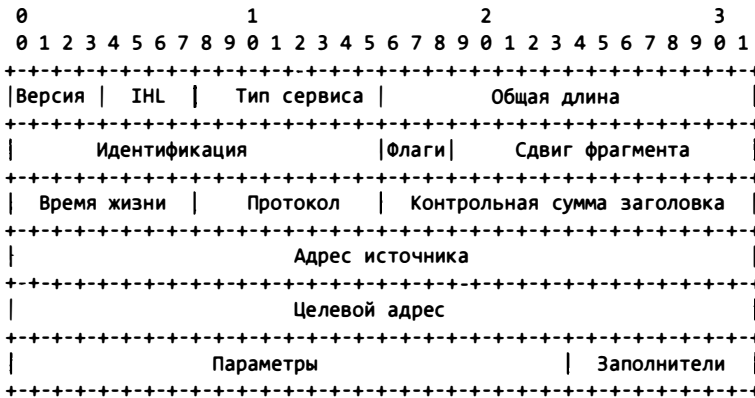 0 1 2 3
0 1 2 3 4 5 6 7 8 9 0 1 2 3 4 5 6 7 8 9 0 1 2 3 4 5 6 7 8 9 0 1
+-+-+-+-+-+-+-+-+-+-+-+-+-+-+-+-+-+-+-+-+-+-+-+-+-+-+-+-+-+-+-+-+
|Версия | IHL | Тип сервиса | Общая длина |
+-+-+-+-+-+-+-+-+-+-+-+-+-+-+-+-+-+-+-+-+-+-+-+-+-+-+-+-+-+-+-+-+
| Идентификация |Флаги| Сдвиг фрагмента |
+-+-+-+-+-+-+-+-+-+-+-+-+-+-+-+-+-+-+-+-+-+-+-+-+-+-+-+-+-+-+-+-+
| Время жизни | Протокол | Контрольная сумма заголовка |
+-+-+-+-+-+-+-+-+-+-+-+-+-+-+-+-+-+-+-+-+-+-+-+-+-+-+-+-+-+-+-+-+
| Адрес источника |
+-+-+-+-+-+-+-+-+-+-+-+-+-+-+-+-+-+-+-+-+-+-+-+-+-+-+-+-+-+-+-+-+
| Целевой адрес |
+-+-+-+-+-+-+-+-+-+-+-+-+-+-+-+-+-+-+-+-+-+-+-+-+-+-+-+-+-+-+-+-+
| Параметры | Заполнители |
+-+-+-+-+-+-+-+-+-+-+-+-+-+-+-+-+-+-+-+-+-+-+-+-+-+-+-+-+-+-+-+-+